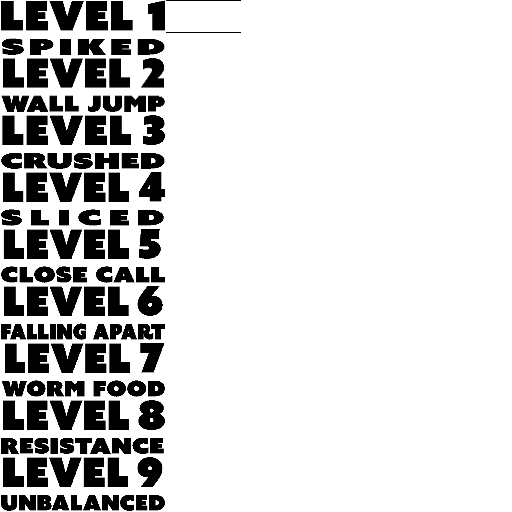 LEVEL 1
SPIKED
LEVEL 2
WALL JUMP
LEVEL 3
CRUSHED
LEVEL 4
SLICED
LEVEL 5
CLOSE CALL
LEVEL 6
FALLING APART
LEVEL 7
WORM FOOD
LEVEL 8
RESISTANCE
LEVEL 9
UNBALANCED